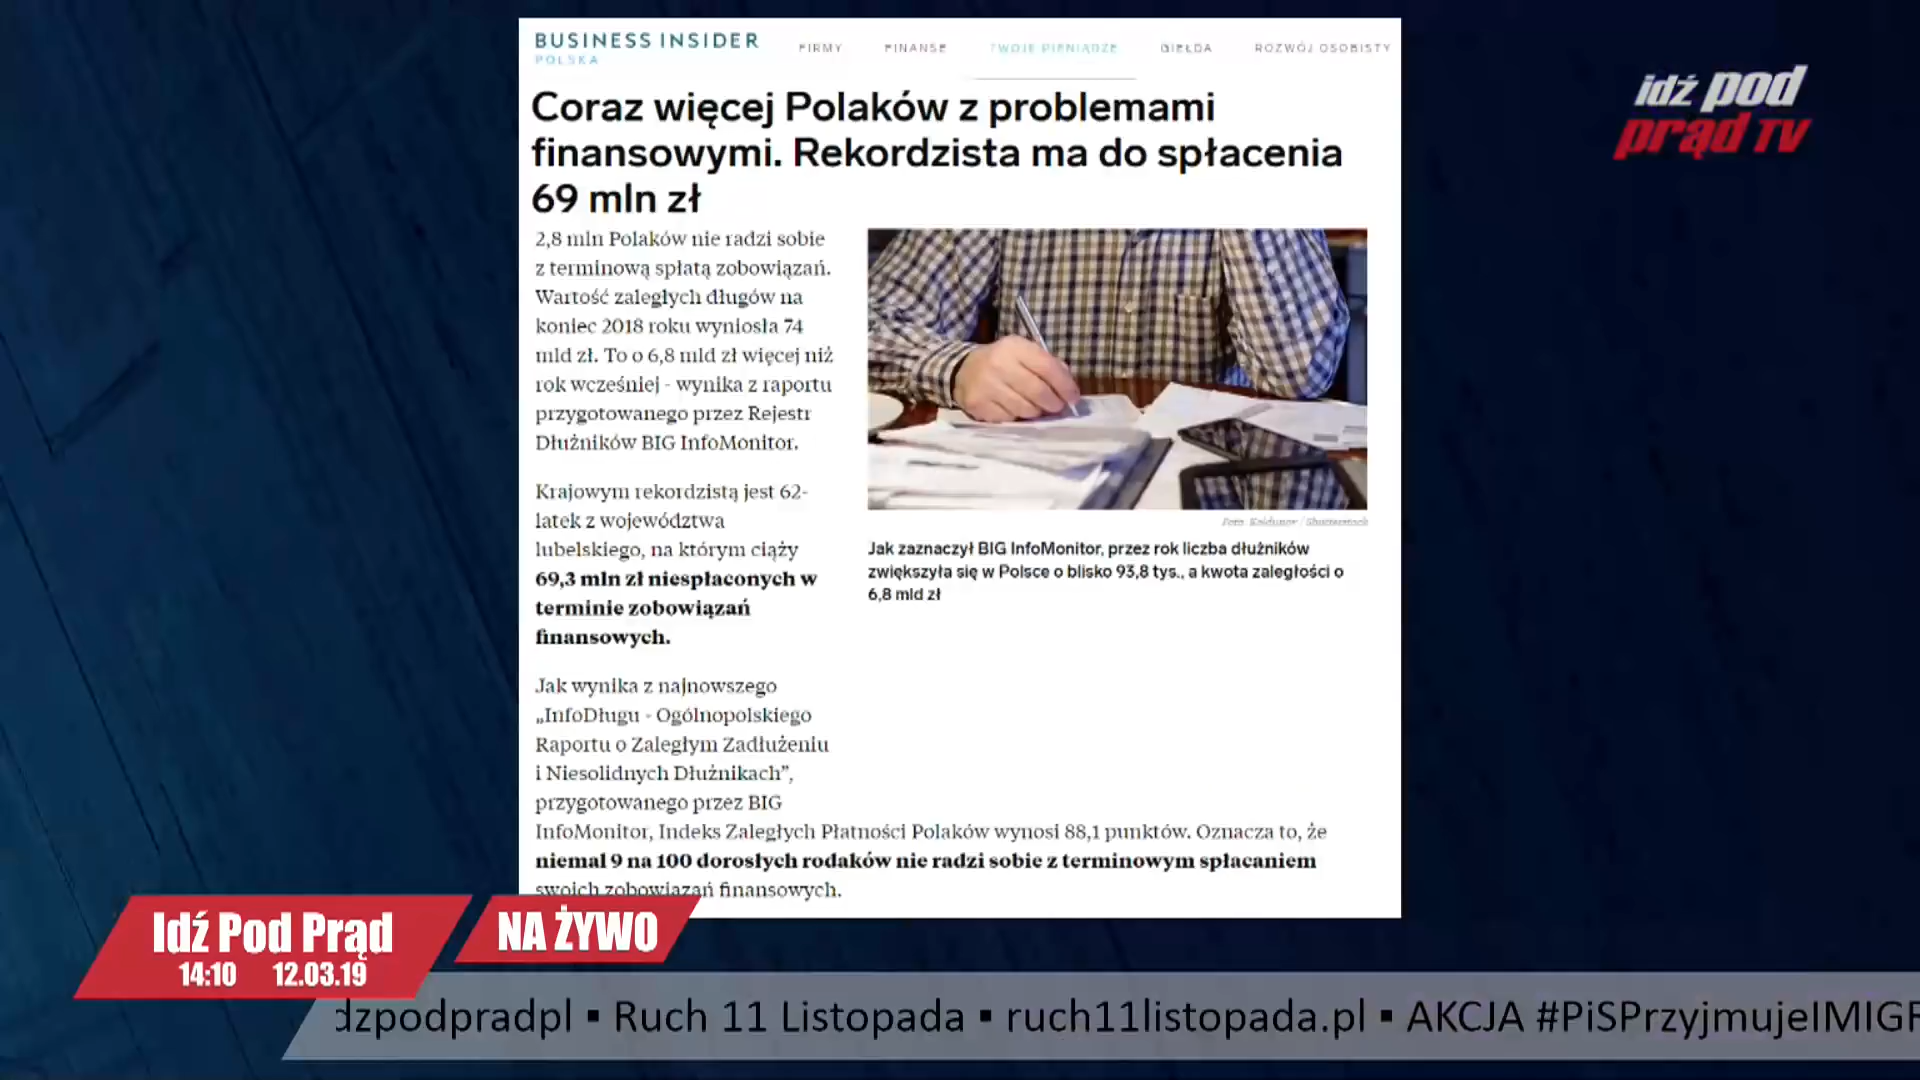 BUSINESS INSIDER
POLSKA
FIRMY FINANSE TWOJE PIENIĄDZE GIEŁDA ROZWÓJ OSOBISTY
idź pod
prąd TV
Coraz więcej Polaków z problemami
finansowymi. Rekordzista ma do spłacenia
69 mln zł
2,8 mln Polaków nie radzi sobie
z terminową spłatą zobowiązań.
Wartość zaległych długów na
koniec 2018 roku wyniosła 74
mld zł. To o 6,8 mld zł więcej niż
rok wcześniej - wynika z raportu
przygotowanego przez Rejestr
Dłużników BIG InfoMonitor.
Krajowym rekordzistą jest 62-
latek z województwa
lubelskiego, na którym ciąży
69,3 mln zł niespłaconych w
terminie zobowiązań
finansowych.
Jak wynika z najnowszego
„InfoDługu - Ogólnopolskiego
Raportu o Zaległym Zadłużeniu
i Niesolidnych Dłużnikach”,
przygotowanego przez BIG
InfoMonitor, Indeks Zaległych Płatności Polaków wynosi 88,1 punktów. Oznacza to, że
niemal 9 na 100 dorosłych rodaków nie radzi sobie z terminowym spłacaniem
swoich zobowiązań finansowych.
Foto: Kaidunov / Shutterstock
Jak zaznaczył BIG InfoMonitor, przez rok liczba dłużników
zwiększyła się w Polsce o blisko 93,8 tys., a kwota zaległości o
6,8 mld zł
Idź Pod Prąd
14:10 12.03.19
NA ŻYWO
dzpodpradpl ▪ Ruch 11 Listopada ▪ ruch11listopada.pl ▪ AKCJA #PiSPrzyjmujeIMIGR